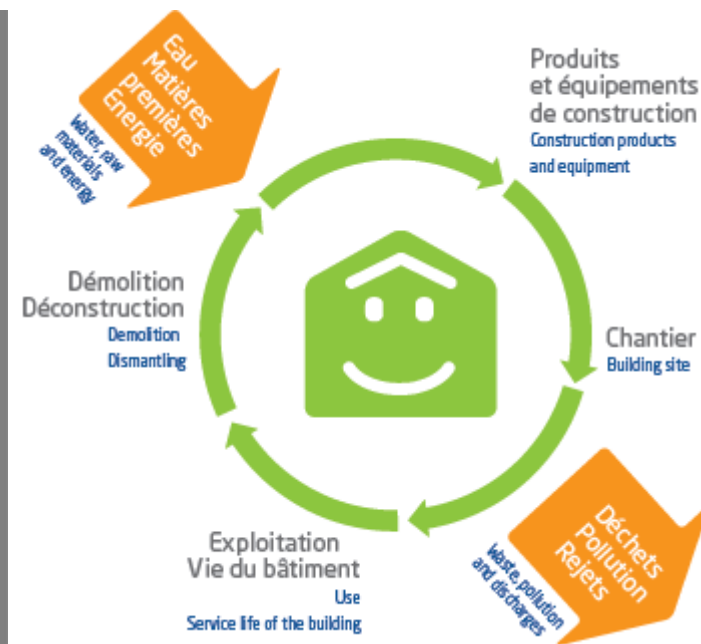 Eau
Matières
premières
Energie
Water, raw
materials
and energy
Produits
et équipements
de construction
Construction products
and equipment
Chantier
Building site
Déchets
Pollution
Rejets
Waste, pollution
and discharges
Exploitation
Vie du bâtiment
Use
Service life of the building
Démolition
Déconstruction
Demolition
Dismantling